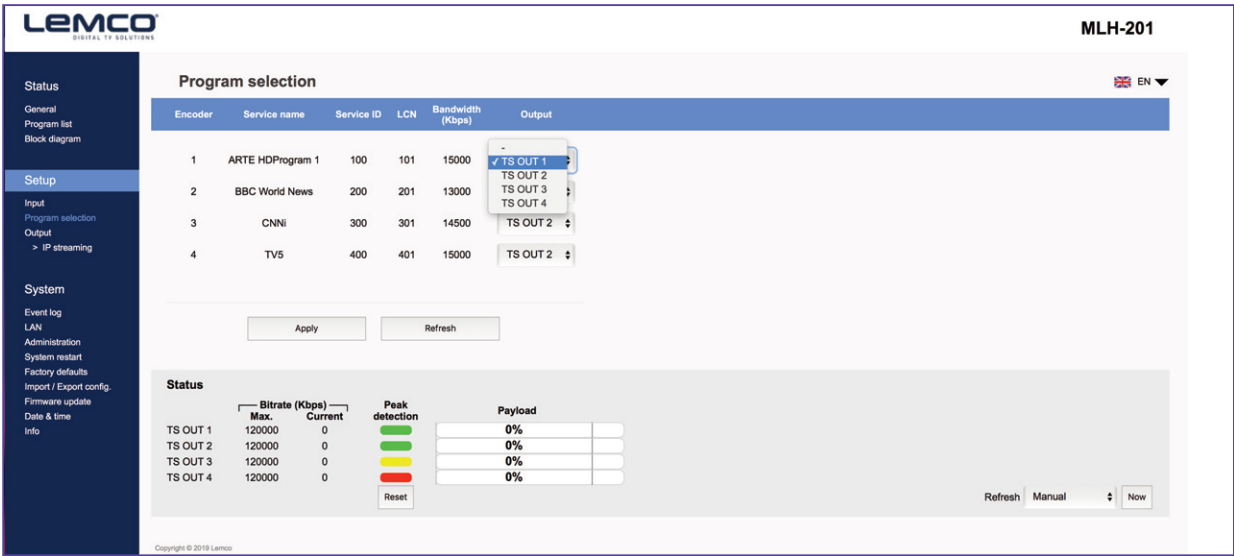 LEMCO
DIGITAL TV SOLUTIONS
MLH-201
Status
General
Program list
Block diagram
Setup
Input
Program selection
Output
> IP streaming
System
Event log
LAN
Administration
System restart
Factory defaults
Import / Export config.
Firmware update
Date & time
Info
Program selection
EN
Encoder Service name Service ID LCN Bandwidth (Kbps) Output
1 ARTE HDProgram 1 100 101 15000
-
✓ TS OUT 1
TS OUT 2
TS OUT 3
TS OUT 4
2 BBC World News 200 201 13000
3 CNNi 300 301 14500 TS OUT 2
4 TV5 400 401 15000 TS OUT 2
Apply Refresh
Status
Bitrate (Kbps) Peak detection Payload
Max. Current
TS OUT 1 120000 0 0%
TS OUT 2 120000 0 0%
TS OUT 3 120000 0 0%
TS OUT 4 120000 0 0%
Reset
Refresh Manual Now
Copyright © 2019 Lemco